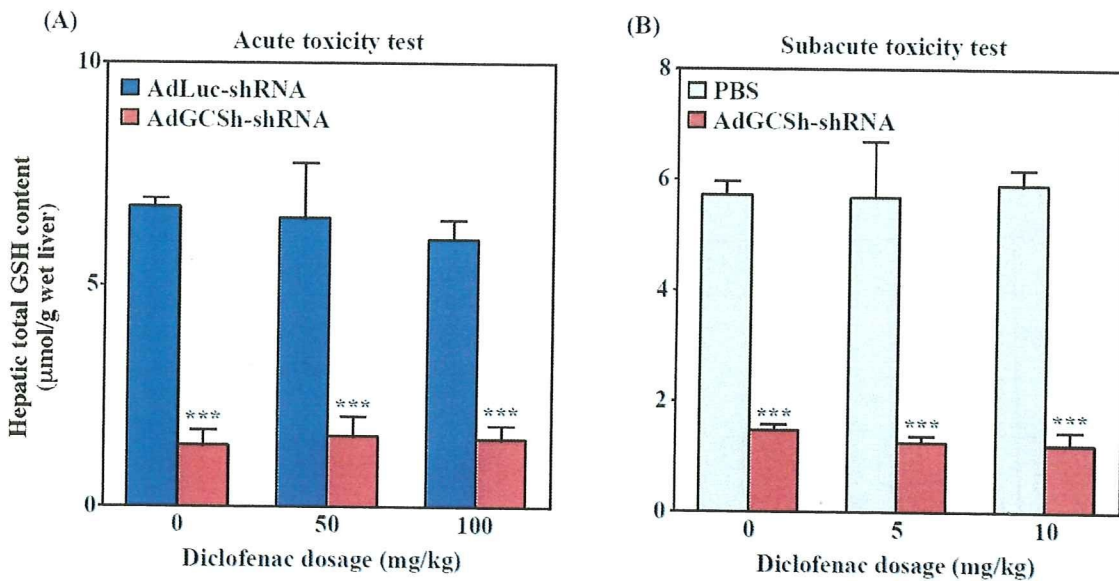 (A)
Acute toxicity test
10
AdLuc-shRNA
AdGCSh-shRNA
5
0
***
***
***
0
50
100
Diclofenac dosage (mg/kg)
Hepatic total GSH content
(μmol/g wet liver)
(B)
Subacute toxicity test
8
PBS
AdGCSh-shRNA
6
4
2
0
***
***
***
0
5
10
Diclofenac dosage (mg/kg)